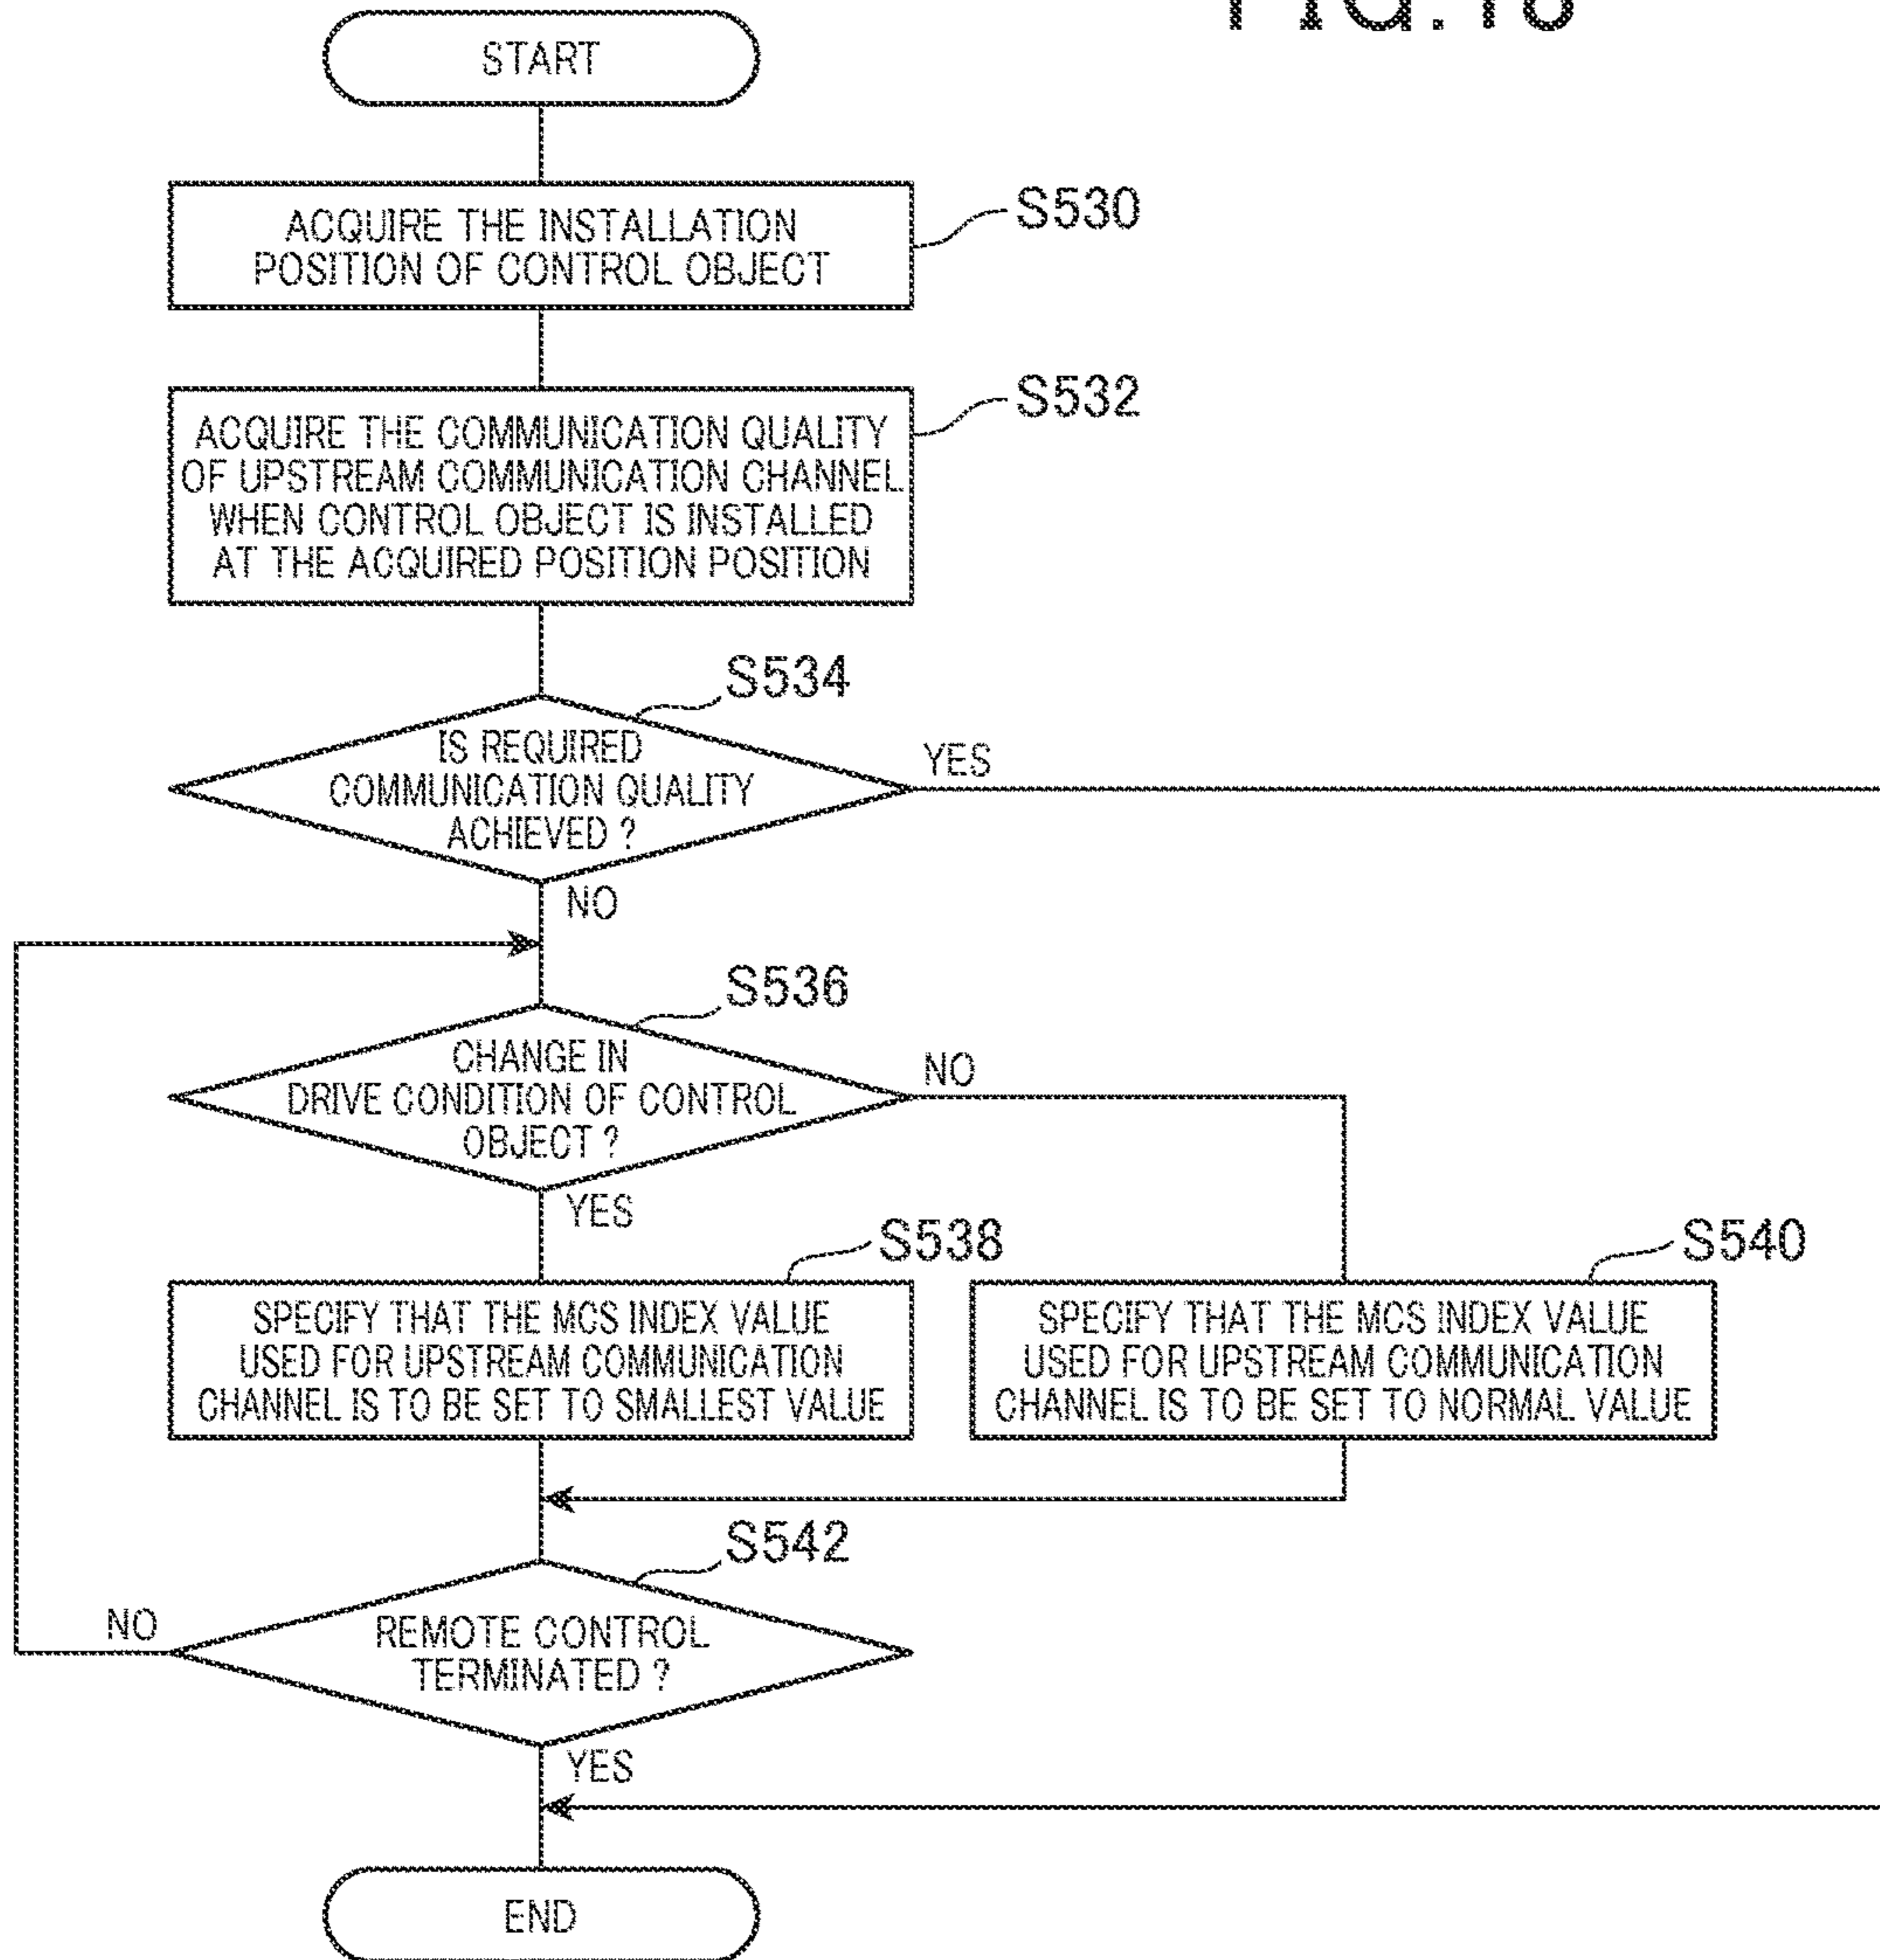 START
ACQUIRE THE INSTALLATION
POSITION OF CONTROL OBJECT
S530
ACQUIRE THE COMMUNICATION QUALITY
OF UPSTREAM COMMUNICATION CHANNEL
WHEN CONTROL OBJECT IS INSTALLED
AT THE ACQUIRED POSITION POSITION
S532
S534
IS REQUIRED
COMMUNICATION QUALITY
ACHIEVED ?
YES
NO
S536
CHANGE IN
DRIVE CONDITION OF CONTROL
OBJECT ?
NO
YES
S538
SPECIFY THAT THE MCS INDEX VALUE
USED FOR UPSTREAM COMMUNICATION
CHANNEL IS TO BE SET TO SMALLEST VALUE
S540
SPECIFY THAT THE MCS INDEX VALUE
USED FOR UPSTREAM COMMUNICATION
CHANNEL IS TO BE SET TO NORMAL VALUE
S542
NO
REMOTE CONTROL
TERMINATED ?
YES
END